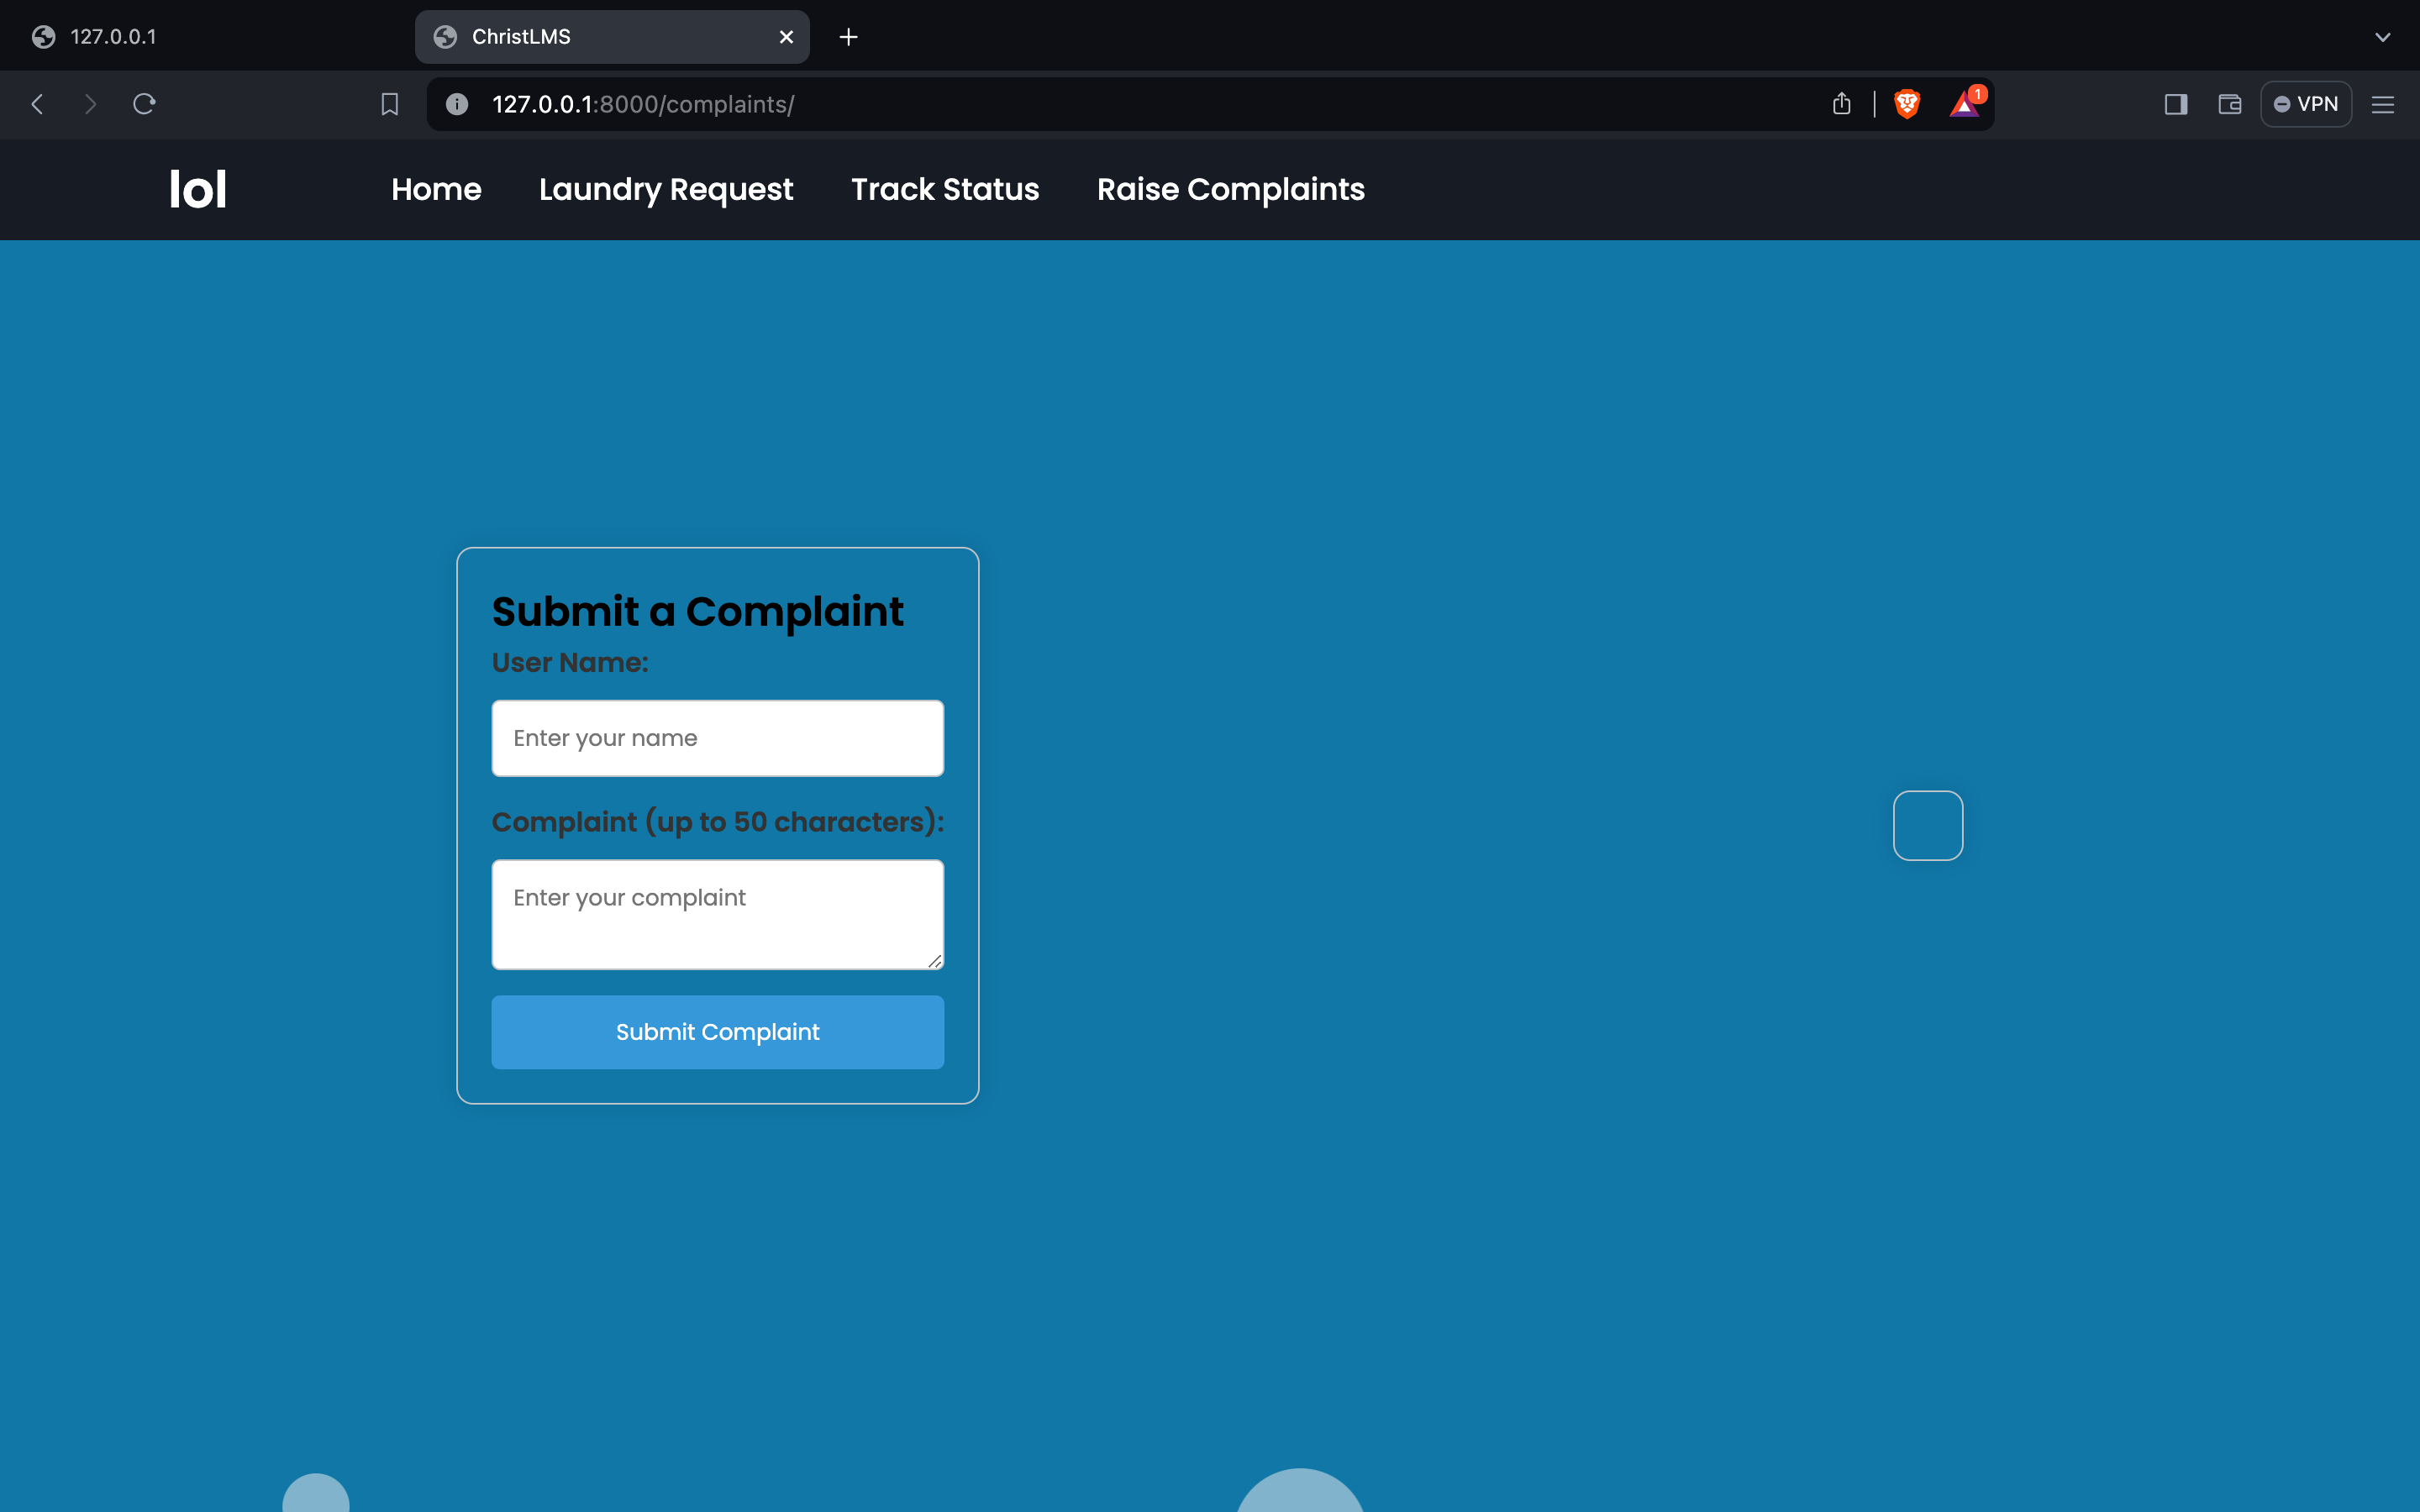 127.0.0.1
ChristLMS
127.0.0.1:8000/complaints/
1
VPN
lol
Home
Laundry Request
Track Status
Raise Complaints
Submit a Complaint
User Name:
Enter your name
Complaint (up to 50 characters):
Enter your complaint
Submit Complaint